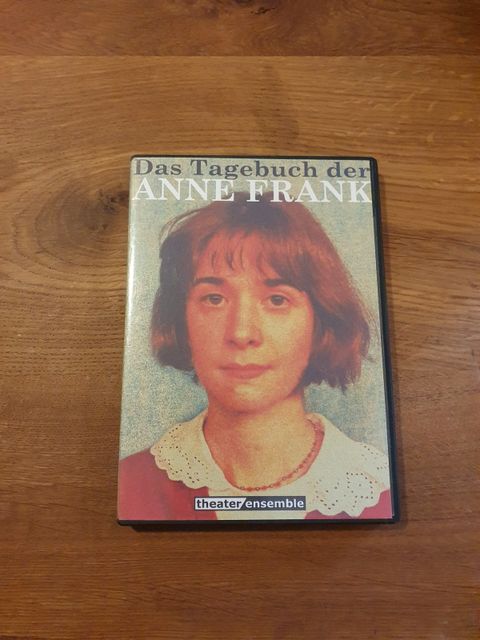 Das Tagebuch der
ANNE FRANK
theater ensemble